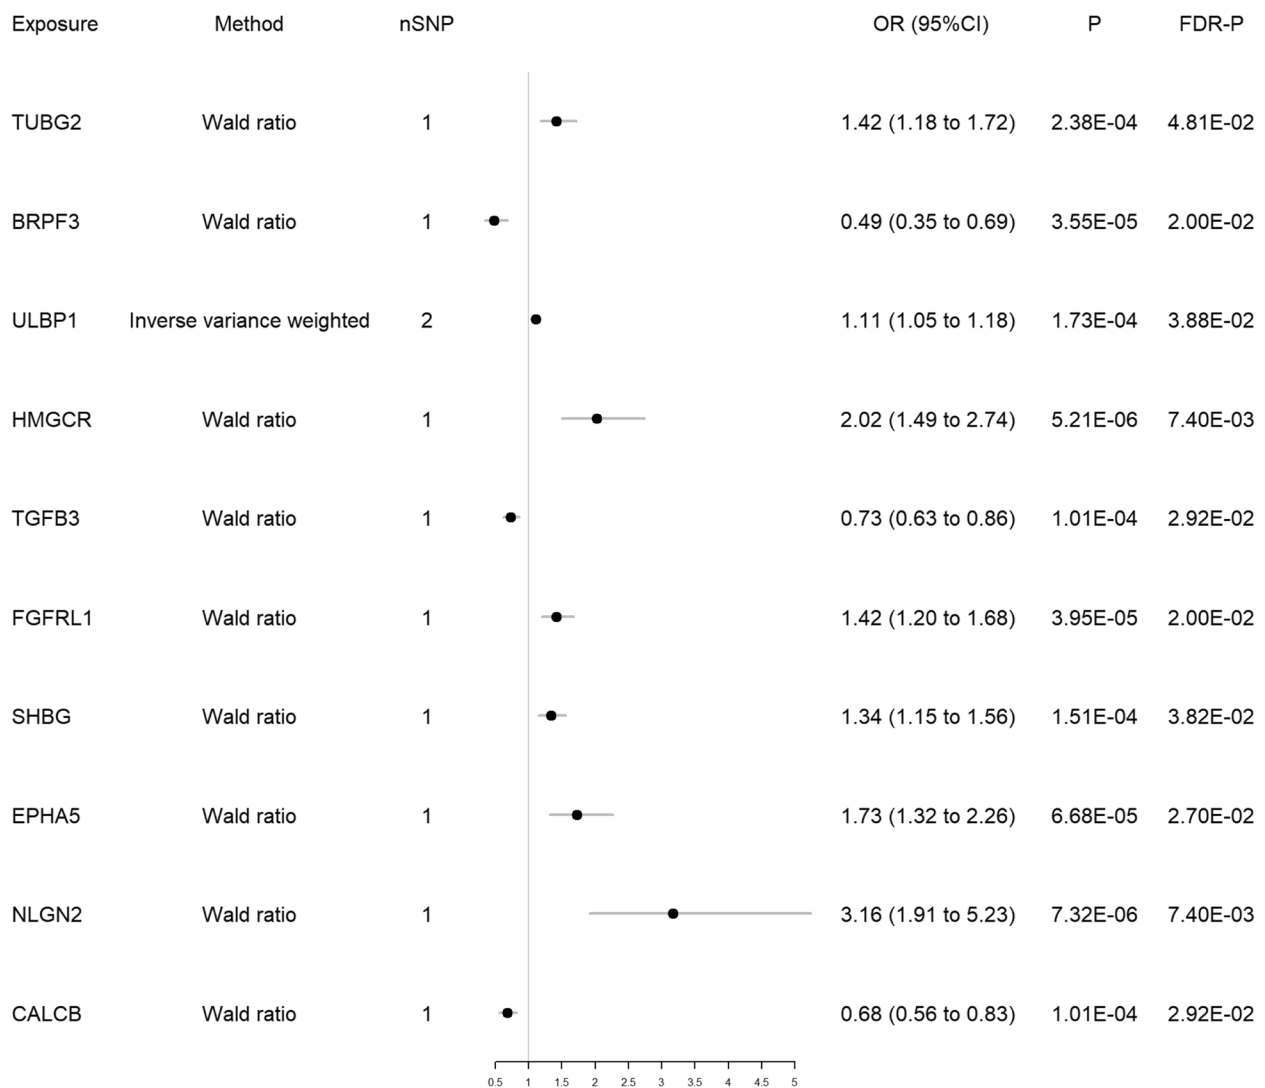 Exposure Method nSNP OR (95%CI) P FDR-P
TUBG2 Wald ratio 1 1.42 (1.18 to 1.72) 2.38E-04 4.81E-02
BRPF3 Wald ratio 1 0.49 (0.35 to 0.69) 3.55E-05 2.00E-02
ULBP1 Inverse variance weighted 2 1.11 (1.05 to 1.18) 1.73E-04 3.88E-02
HMGCR Wald ratio 1 2.02 (1.49 to 2.74) 5.21E-06 7.40E-03
TGFB3 Wald ratio 1 0.73 (0.63 to 0.86) 1.01E-04 2.92E-02
FGFRL1 Wald ratio 1 1.42 (1.20 to 1.68) 3.95E-05 2.00E-02
SHBG Wald ratio 1 1.34 (1.15 to 1.56) 1.51E-04 3.82E-02
EPHA5 Wald ratio 1 1.73 (1.32 to 2.26) 6.68E-05 2.70E-02
NLGN2 Wald ratio 1 3.16 (1.91 to 5.23) 7.32E-06 7.40E-03
CALCB Wald ratio 1 0.68 (0.56 to 0.83) 1.01E-04 2.92E-02
0.5 1 1.5 2 2.5 3 3.5 4 4.5 5